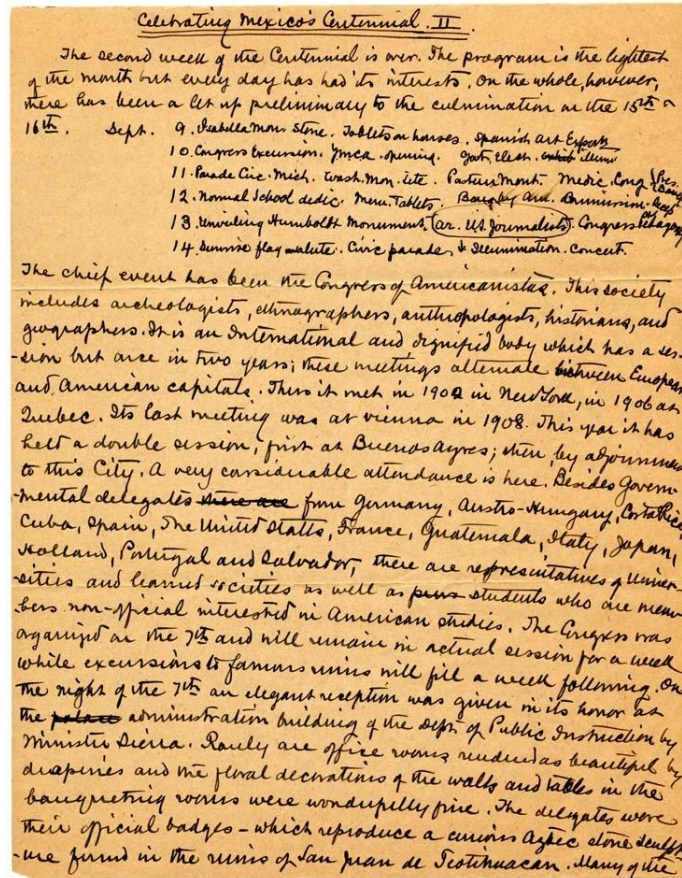 Celebrating Mexico's Centennial. II
The second week of the Centennial is over. The program is the lightest
of the month but every day has had its interests. On the whole, however,
there has been a let up preliminary to the culmination on the 15th &
16th. Sept. 9. Isabella Mon. Stone. Tablets on houses. Spanish Art
10. Congress Excursion. YMCA opening.
11. Parade Civ. Mich. Wash. Mon. Pasteur Mont. Medic. Cong
12. Normal School dedic. Mem. Tablets.
13. Unveiling Humboldt Monument. (ar. U.S. Journalists) Congress
14. Sunrise flag salute. Civic parades & Illumination. Concert.
The chief event has been the Congress of Americanistas. This society
includes archeologists, ethnographers, anthropologists, historians, and
geographers. It is an International and dignified body which has a ses-
-sion but once in two years; these meetings alternate between European
and American capitals. Thus it met in 1902 in New York, in 1906 at
Quebec. Its last meeting was at Vienna in 1908. This year it has
held a double session, first at Buenos Ayres; then, by adjournment
to this City. A very considerable attendance is here. Besides Govern-
-mental delegates there are from Germany, Austro-Hungary, Costa Rica,
Cuba, Spain, The United States, France, Guatemala, Italy, Japan,
Holland, Portugal and Salvador, there are representatives of Univer-
sities and learned societies as well as students who are mem-
bers non-official interested in American studies. The Congress was
organized on the 7th and will remain in actual session for a week
while excursions to famous ruins will fill a week following. On
the night of the 7th an elegant reception was given in its honor at
the palace administration building of the Dept. of Public Instruction by
Minister Sierra. Rarely are office rooms rendered as beautiful by
draperies and the floral decorations of the walls and tables in the
banqueting rooms were wonderfully fine. The delegates wore
their official badges – which reproduce a curious Aztec stone sculpt-
-ure found in the ruins of San Juan de Teotihuacan. Many of the